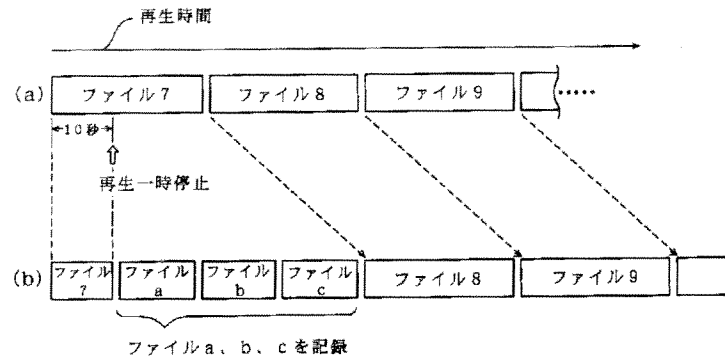 再生時間
(a) ファイル7 ファイル8 ファイル9 .....
10秒
再生一時停止
(b) ファイル7 ファイルa ファイルb ファイルc ファイル8 ファイル9
ファイルa、b、cを記録